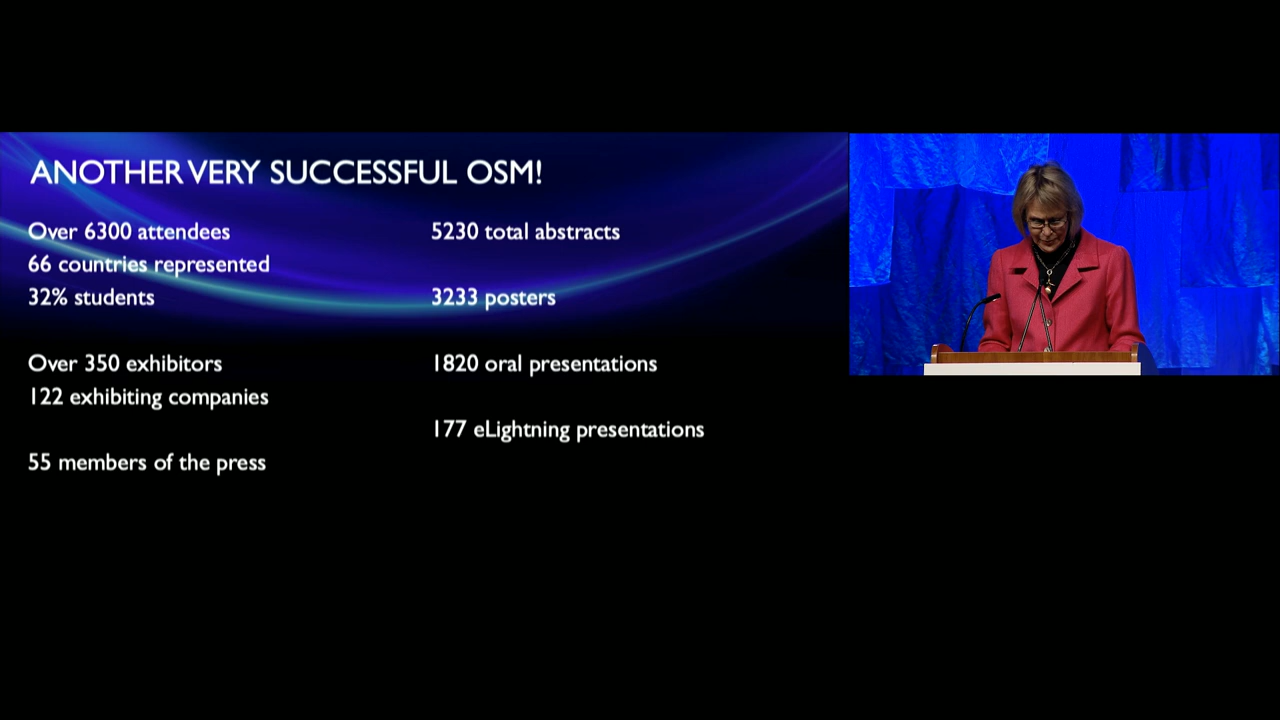 ANOTHER VERY SUCCESSFUL OSM!
Over 6300 attendees
66 countries represented
32% students
Over 350 exhibitors
122 exhibiting companies
55 members of the press
5230 total abstracts
3233 posters
1820 oral presentations
177 eLightning presentations